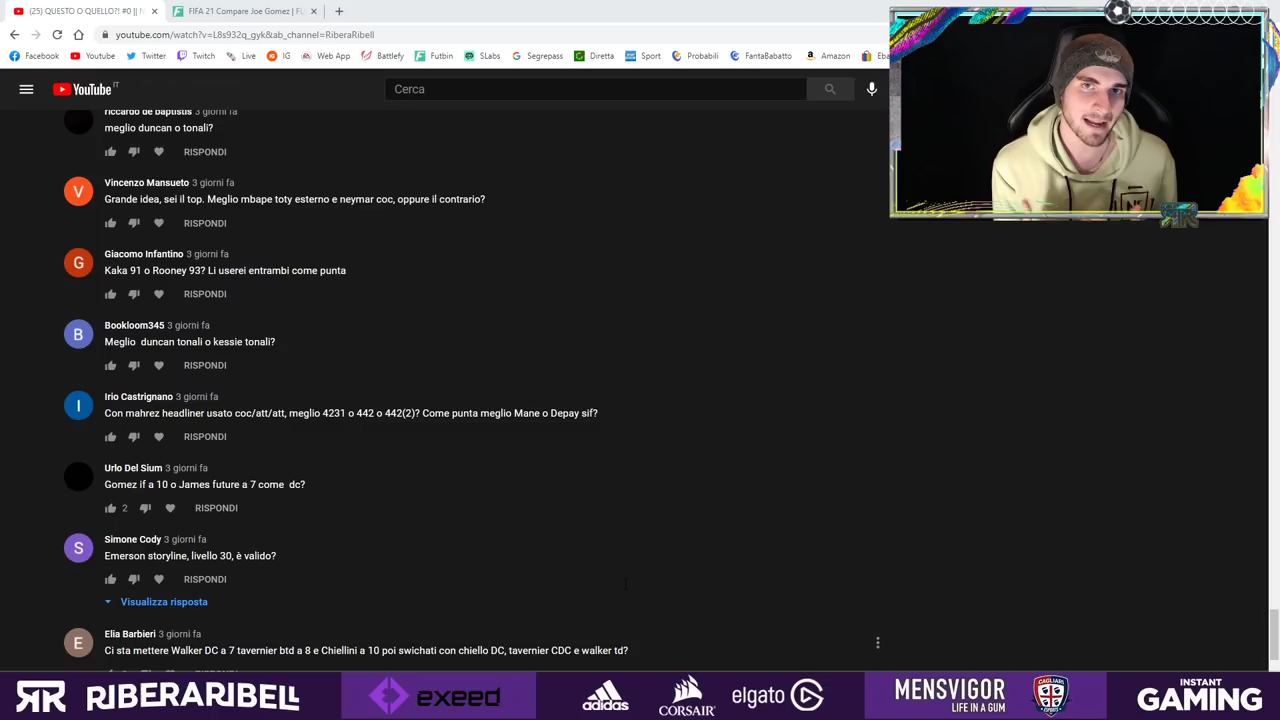 (25) QUESTO O QUELLO?! #0 || N
FIFA 21 Compare Joe Gomez | FU
youtube.com/watch?v=L8s932q_gyk&ab_channel=RiberaRibell
Facebook Youtube Twitter Twitch Live IG Web App Futbin Battlefy SLabs Segrepass Diretta Sport Probabili FantaBabatto Amazon Eba
YouTube IT
Cerca
riccardo de baptistis 3 giorni fa
meglio duncan o tonali?
RISPONDI
V
Vincenzo Mansueto 3 giorni fa
Grande idea, sei il top. Meglio mbape toty esterno e neymar coc, oppure il contrario?
RISPONDI
G
Giacomo Infantino 3 giorni fa
Kaka 91 o Rooney 93? Li userei entrambi come punta
RISPONDI
B
Bookloom345 3 giorni fa
Meglio duncan tonali o kessie tonali?
RISPONDI
I
Irio Castrignano 3 giorni fa
Con mahrez headliner usato coc/att/att, meglio 4231 o 442 o 442(2)? Come punta meglio Mane o Depay sif?
RISPONDI
Urlo Del Sium 3 giorni fa
Gomez if a 10 o James future a 7 come dc?
2 RISPONDI
S
Simone Cody 3 giorni fa
Emerson storyline, livello 30, è valido?
RISPONDI
Visualizza risposta
E
Elia Barbieri 3 giorni fa
Ci sta mettere Walker DC a 7 tavernier btd a 8 e Chiellini a 10 poi swichati con chiello DC, tavernier CDC e walker td?
RR RIBERARIBELL exeed adidas CORSAIR elgato MENSVIGOR LIFE IN A GUM CAGLIARI ESPORTS INSTANT GAMING